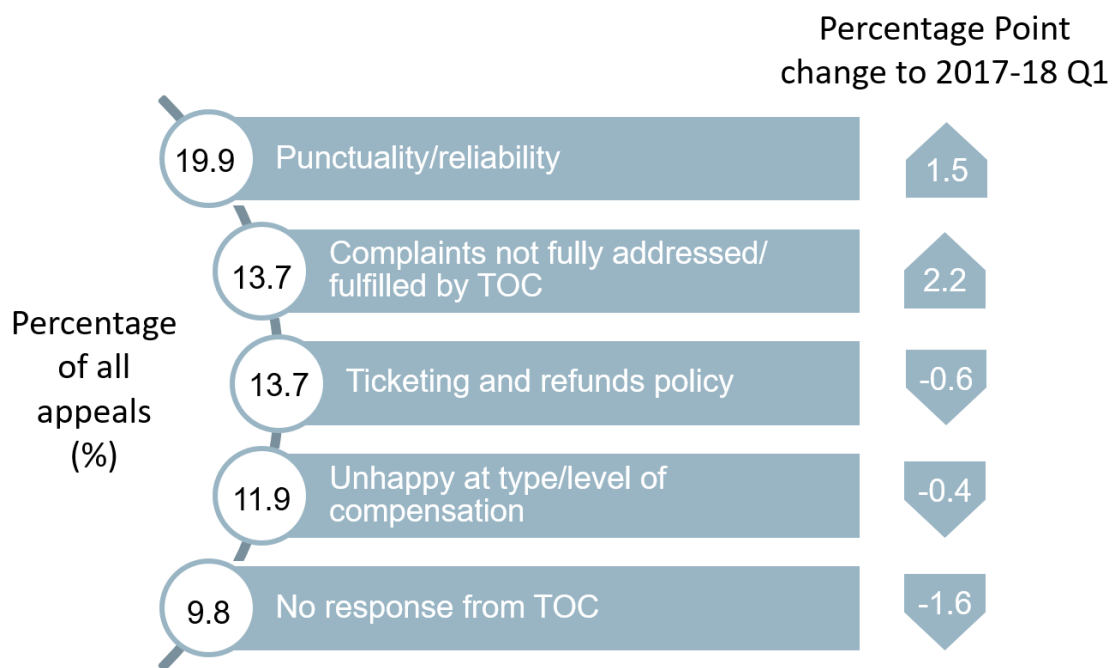 Percentage Point
change to 2017-18 Q1
19.9
Punctuality/reliability
1.5
13.7
Complaints not fully addressed/
fulfilled by TOC
2.2
Percentage
of all
appeals
(%)
13.7
Ticketing and refunds policy
-0.6
11.9
Unhappy at type/level of
compensation
-0.4
9.8
No response from TOC
-1.6